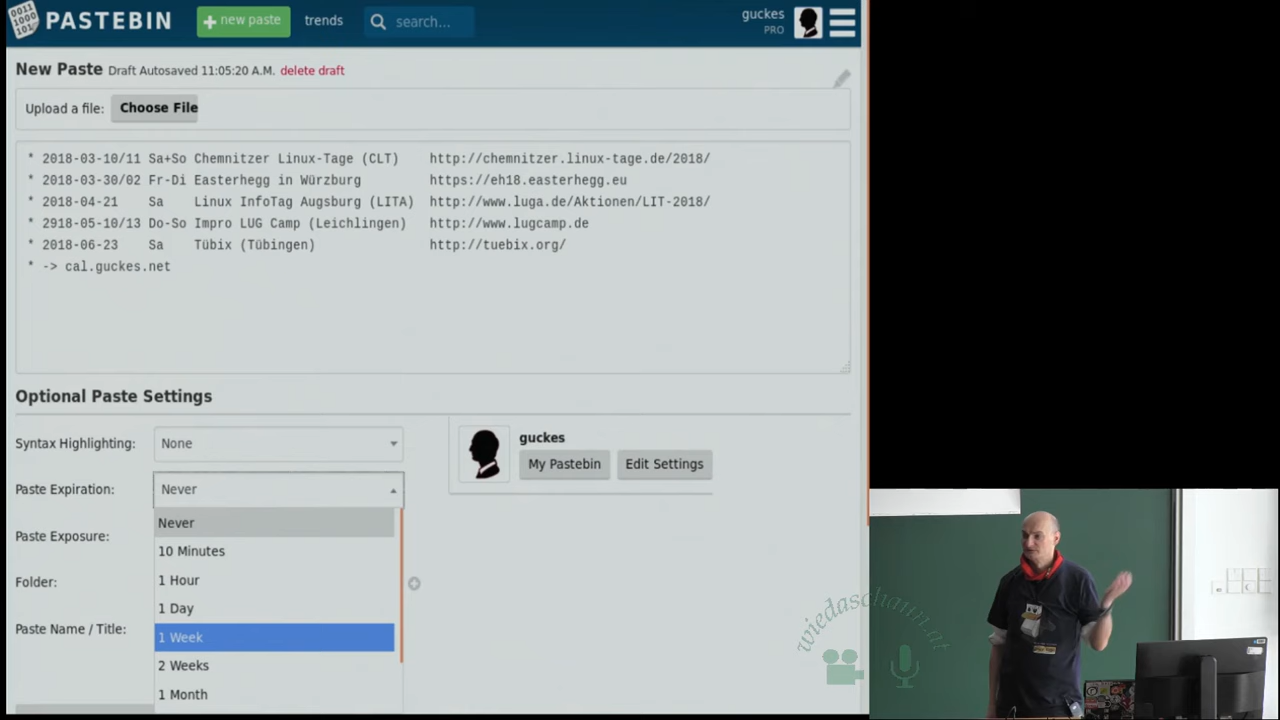 PASTEBIN
+ new paste
trends
search...
guckes
PRO
New Paste Draft Autosaved 11:05:20 A.M. delete draft
Upload a file: Choose File
* 2018-03-10/11 Sa+So Chemnitzer Linux-Tage (CLT) http://chemnitzer.linux-tage.de/2018/
* 2018-03-30/02 Fr-Di Easterhegg in Würzburg https://eh18.easterhegg.eu
* 2018-04-21 Sa Linux InfoTag Augsburg (LITA) http://www.luga.de/Aktionen/LIT-2018/
* 2918-05-10/13 Do-So Impro LUG Camp (Leichlingen) http://www.lugcamp.de
* 2018-06-23 Sa Tübix (Tübingen) http://tuebix.org/
* -> cal.guckes.net
Optional Paste Settings
Syntax Highlighting: None
Paste Expiration: Never
Never
10 Minutes
1 Hour
1 Day
1 Week
2 Weeks
1 Month
Paste Exposure:
Folder:
Paste Name / Title:
guckes
My Pastebin
Edit Settings
wiedaschaun.at